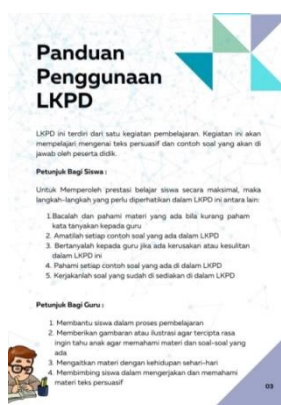 Panduan
Penggunaan
LKPD
LKPD ini terdiri dari satu kegiatan pembelajaran. Kegiatan ini akan
mempelajari mengenai teks persuasif dan contoh soal yang akan di
jawab oleh peserta didik.
Petunjuk Bagi Siswa :
Untuk Memperoleh prestasi belajar siswa secara maksimal, maka
langkah-langkah yang perlu diperhatikan dalam LKPD ini antara lain:
1.Bacalah dan pahami materi yang ada bila kurang paham
kata tanyakan kepada guru
2. Amatilah setiap contoh soal yang ada dalam LKPD
3. Bertanyalah kepada guru jika ada kerusakan atau kesulitan
dalam LKPD ini
4. Pahami setiap contoh soal yang ada di dalam LKPD
5. Kerjakanlah soal yang sudah di sediakan di dalam LKPD
Petunjuk Bagi Guru :
1. Membantu siswa dalam proses pembelajaran
2. Memberikan gambaran atau ilustrasi agar tercipta rasa
ingin tahu anak agar memahami materi dan soal-soal yang
ada
3. Mengaitkan materi dengan kehidupan sehari-hari
4. Membimbing siswa dalam mengerjakan dan memahami
materi teks persuasif
03